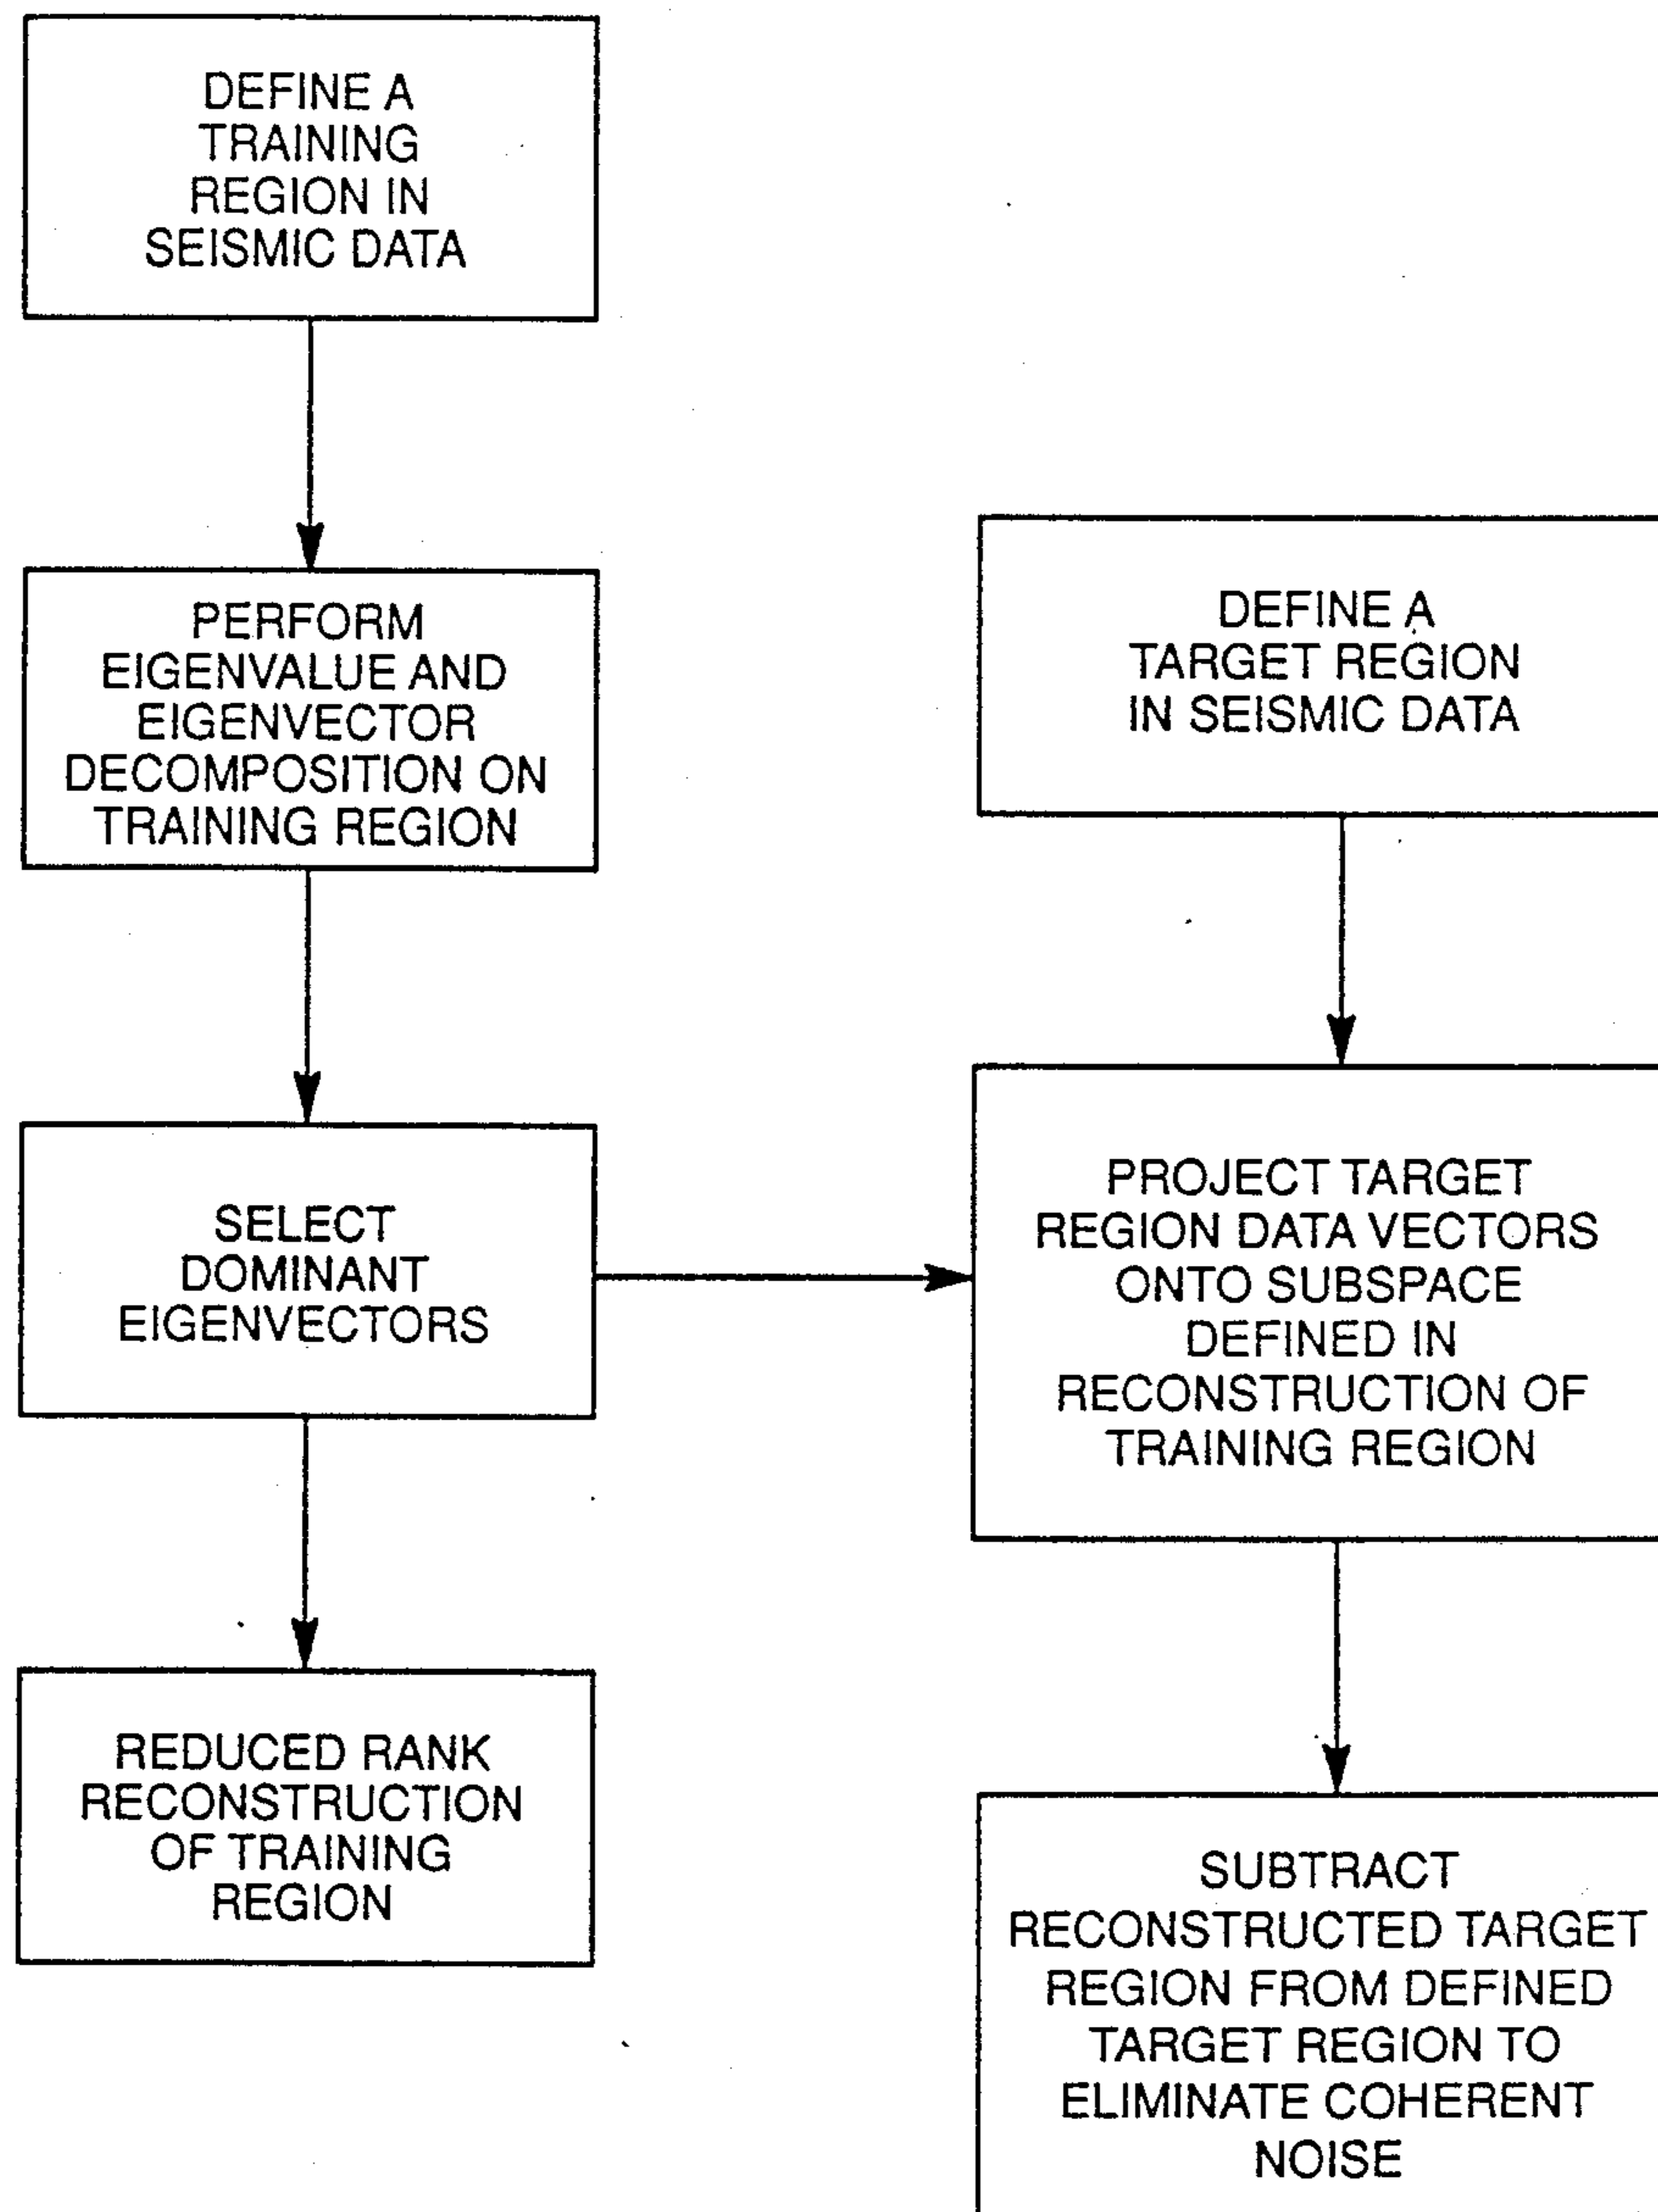 DEFINE A
TRAINING
REGION IN
SEISMIC DATA
PERFORM
EIGENVALUE AND
EIGENVECTOR
DECOMPOSITION ON
TRAINING REGION
SELECT
DOMINANT
EIGENVECTORS
REDUCED RANK
RECONSTRUCTION
OF TRAINING
REGION
DEFINE A
TARGET REGION
IN SEISMIC DATA
PROJECT TARGET
REGION DATA VECTORS
ONTO SUBSPACE
DEFINED IN
RECONSTRUCTION OF
TRAINING REGION
SUBTRACT
RECONSTRUCTED TARGET
REGION FROM DEFINED
TARGET REGION TO
ELIMINATE COHERENT
NOISE